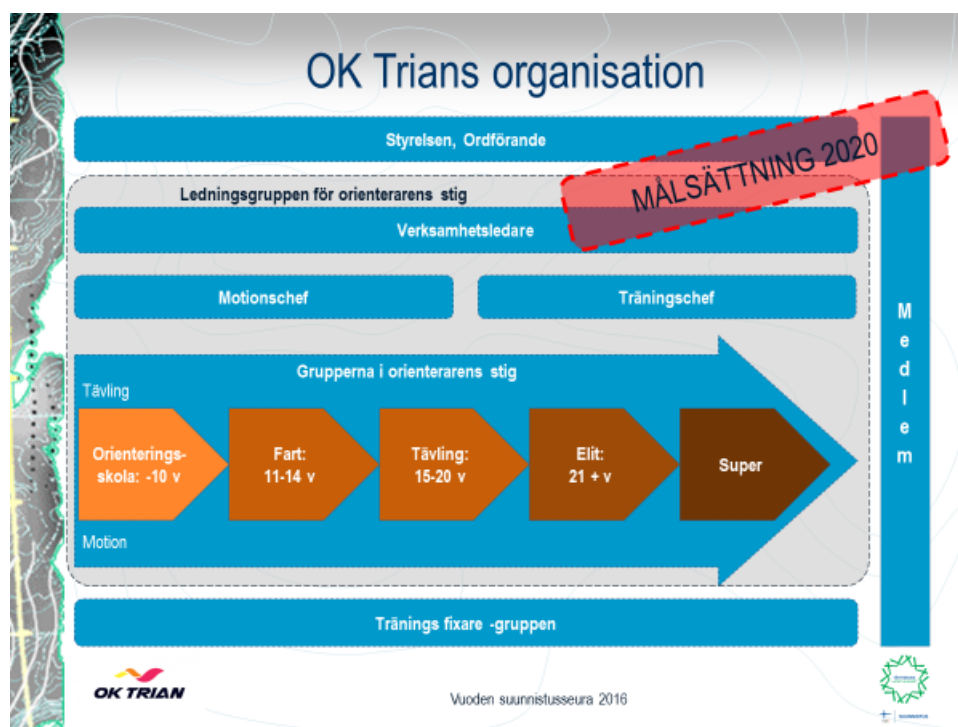 OK Trians organisation
Styrelsen, Ordförande
MÅLSÄTTNING 2020
Ledningsgruppen för orienterarens stig
Verksamhetsledare
Motionschef
Träningschef
Grupperna i orienterarens stig
Tävling
Orienterings-
skola: -10 v
Fart:
11-14 v
Tävling:
15-20 v
Elit:
21 + v
Super
Motion
Medlem
Tränings fixare -gruppen
OK TRIAN
Vuoden suunnistusseura 2016
SUUNNISTUS